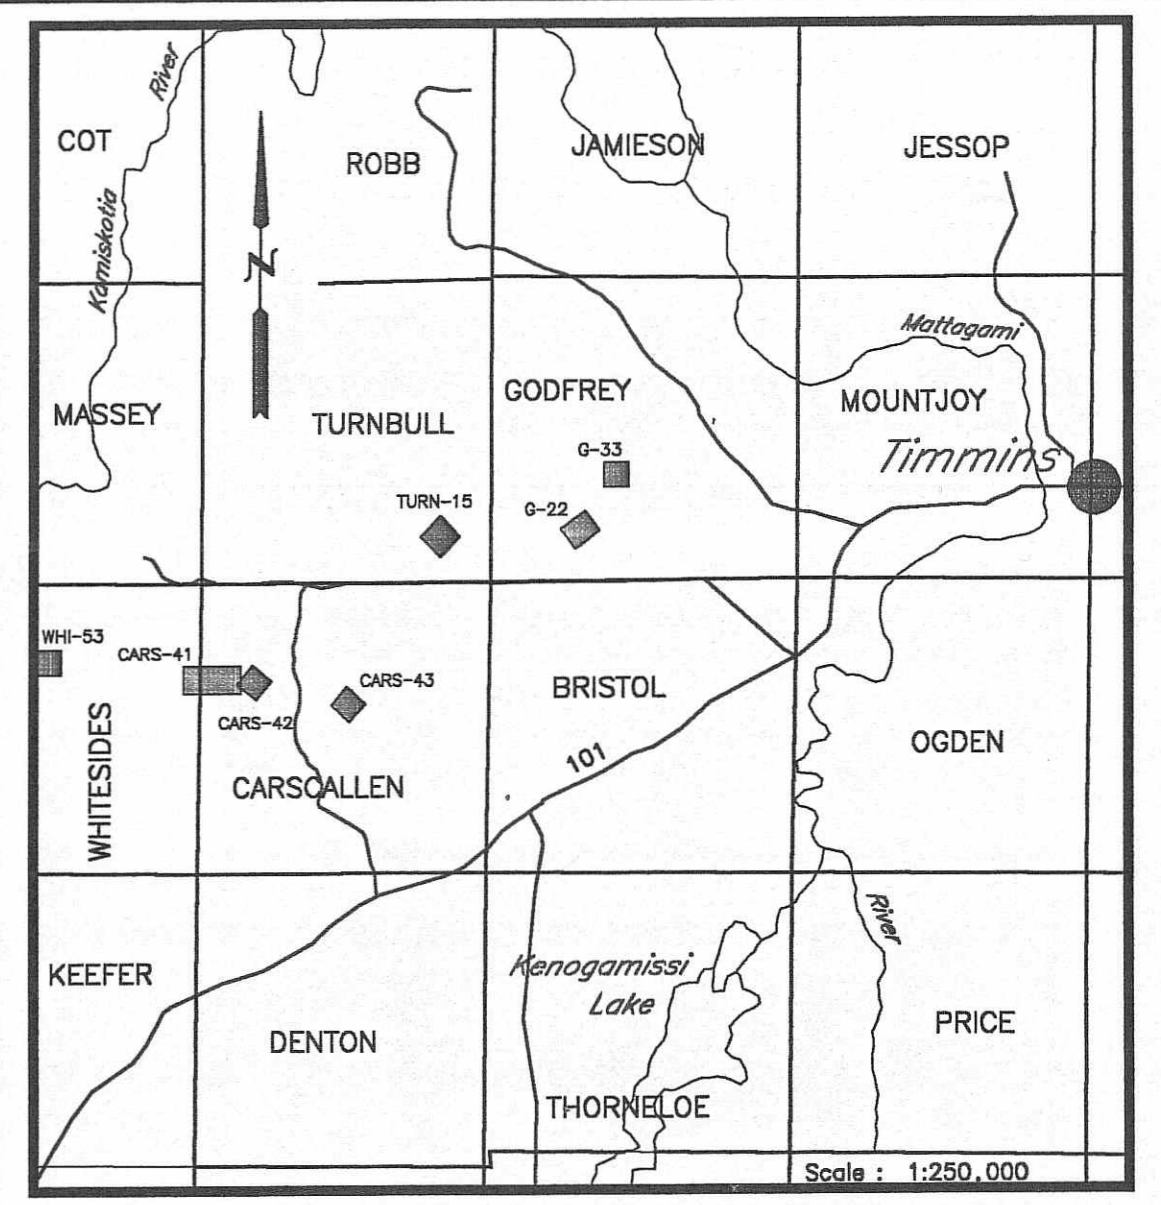 River
COT
ROBB
JAMIESON
JESSOP
Kamiskotia
N
Mattagami
MASSEY
TURNBULL
GODFREY
MOUNTJOY
Timmins
G-33
TURN-15
G-22
WHI-53
CARS-41
CARS-43
CARS-42
BRISTOL
WHITESIDES
OGDEN
101
CARSCALLEN
River
KEEFER
Kenogamissi
Lake
DENTON
PRICE
THORNELOE
Scale : 1:250,000